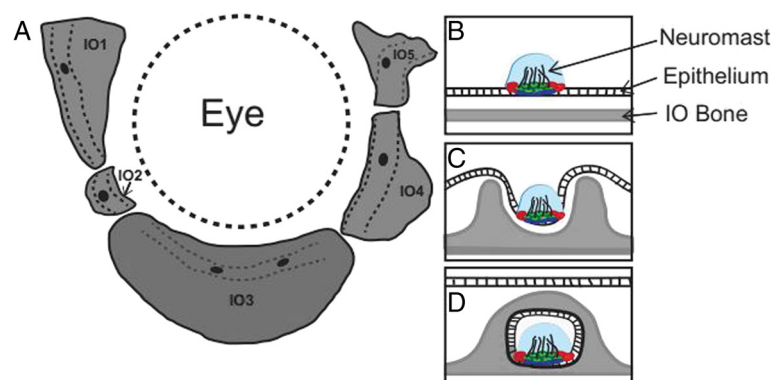 A
IO1
IO5
Eye
IO2
IO4
IO3
B
Neuromast
Epithelium
IO Bone
C
D